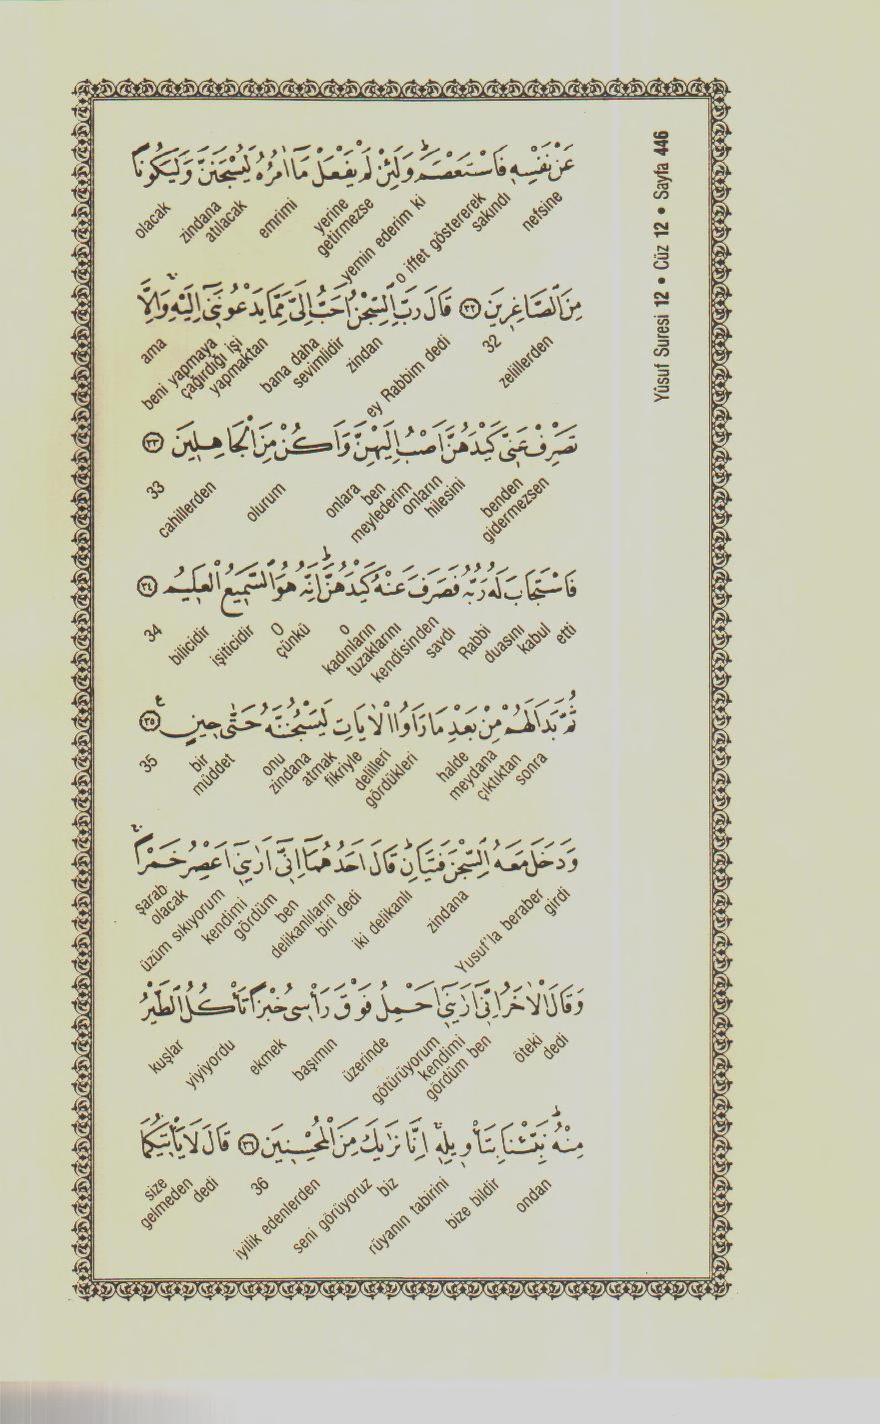 Yûsuf Suresi 12 • Cüz 12 • Sayfa 446
عَنْ نَفْسِه۪ فَاسْتَعْصَمَۜ وَلَئِنْ لَمْ يَفْعَلْ مَٓا اٰمُرُهُ لَيُسْجَنَنَّ وَلَيَكُونًا
nefsine sakındı o iffet göstererek yemin ederim ki yerine getirmezse emrimi zindana atılacak olacak
مِنَ الصَّاغِر۪ينَ ﴿٣٢﴾ قَالَ رَبِّ السِّجْنُ اَحَبُّ اِلَيَّ مِمَّا يَدْعُونَن۪ٓي اِلَيْهِۚ وَاِلَّا
zelillerden 32 ey Rabbim dedi zindan bana daha sevimlidir beni yapmaya çağırdığı işi yapmaktan ama
تَصْرِفْ عَنّ۪ي كَيْدَهُنَّ اَصْبُ اِلَيْهِنَّ وَاَكُنْ مِنَ الْجَاهِل۪ينَ ﴿٣٣﴾
benden gidermezsen onların hilesini ben meylederim onlara olurum cahillerden 33
فَاسْتَجَابَ لَهُ رَبُّهُ فَصَرَفَ عَنْهُ كَيْدَهُنَّۜ اِنَّهُ هُوَ السَّم۪يعُ الْعَل۪يمُ ﴿٣٤﴾
etti kabul duasını Rabbi savdı kendisinden o kadınların tuzaklarını çünkü O işiticidir bilicidir 34
ثُمَّ بَدَا لَهُمْ مِنْ بَعْدِ مَا رَاَوُا الْاٰيَاتِ لَيَسْجُنُنَّهُ حَتّٰى ح۪ينٍ۟ ﴿٣٥﴾
sonra meydana çıktıktan halde gördükleri delilleri fikriyle atmak zindana onu bir müddet 35
وَدَخَلَ مَعَهُ السِّجْنَ فَتَيَانِۜ قَالَ اَحَدُهُمَٓا اِنّ۪ٓي اَرٰين۪ٓي اَعْصِرُ خَمْرًاۚ
girdi Yusuf'la beraber zindana iki delikanlı delikanlıların biri dedi ben gördüm kendimi üzüm sıkıyorum şarab olacak
وَقَالَ الْاٰخَرُ اِنّ۪ٓي اَرٰين۪ٓي اَحْمِلُ فَوْقَ رَأْس۪ي خُبْزًا تَأْكُلُ الطَّيْرُ
dedi öteki gördüm ben kendimi götürüyorum üzerinde başımın ekmek yiyiyordu kuşlar
مِنْهُۜ نَبِّئْنَا بِتَأْو۪يلِه۪ۚ اِنَّا نَرٰيكَ مِنَ الْمُحْسِن۪ينَ ﴿٣٦﴾ قَالَ لَا يَأْت۪يكُمَا
ondan bize bildir rüyanın tabirini biz seni görüyoruz iyilik edenlerden 36 dedi gelmeden size